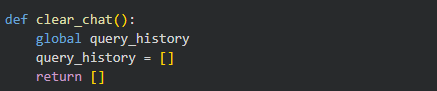 def clear_chat():
    global query_history
    query_history = []
    return []